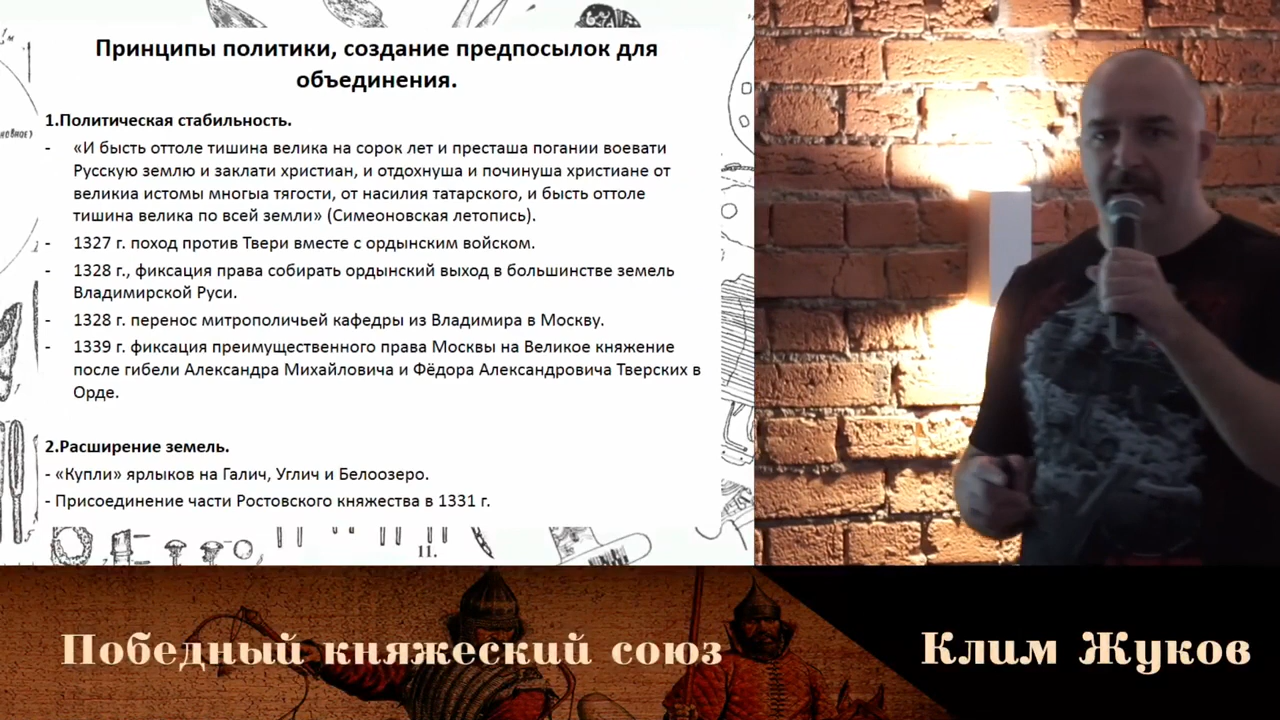 Принципы политики, создание предпосылок для
объединения.
1.Политическая стабильность.
- «И бысть оттоле тишина велика на сорок лет и престаша погании воевати
Русскую землю и заклати христиан, и отдохнуша и починуша христиане от
великиа истомы многыа тягости, от насилия татарского, и бысть оттоле
тишина велика по всей земли» (Симеоновская летопись).
- 1327 г. поход против Твери вместе с ордынским войском.
- 1328 г., фиксация права собирать ордынский выход в большинстве земель
Владимирской Руси.
- 1328 г. перенос митрополичьей кафедры из Владимира в Москву.
- 1339 г. фиксация преимущественного права Москвы на Великое княжение
после гибели Александра Михайловича и Фёдора Александровича Тверских в
Орде.
2.Расширение земель.
- «Купли» ярлыков на Галич, Углич и Белоозеро.
- Присоединение части Ростовского княжества в 1331 г.
II.
Победный княжеский союз
Клим Жуков